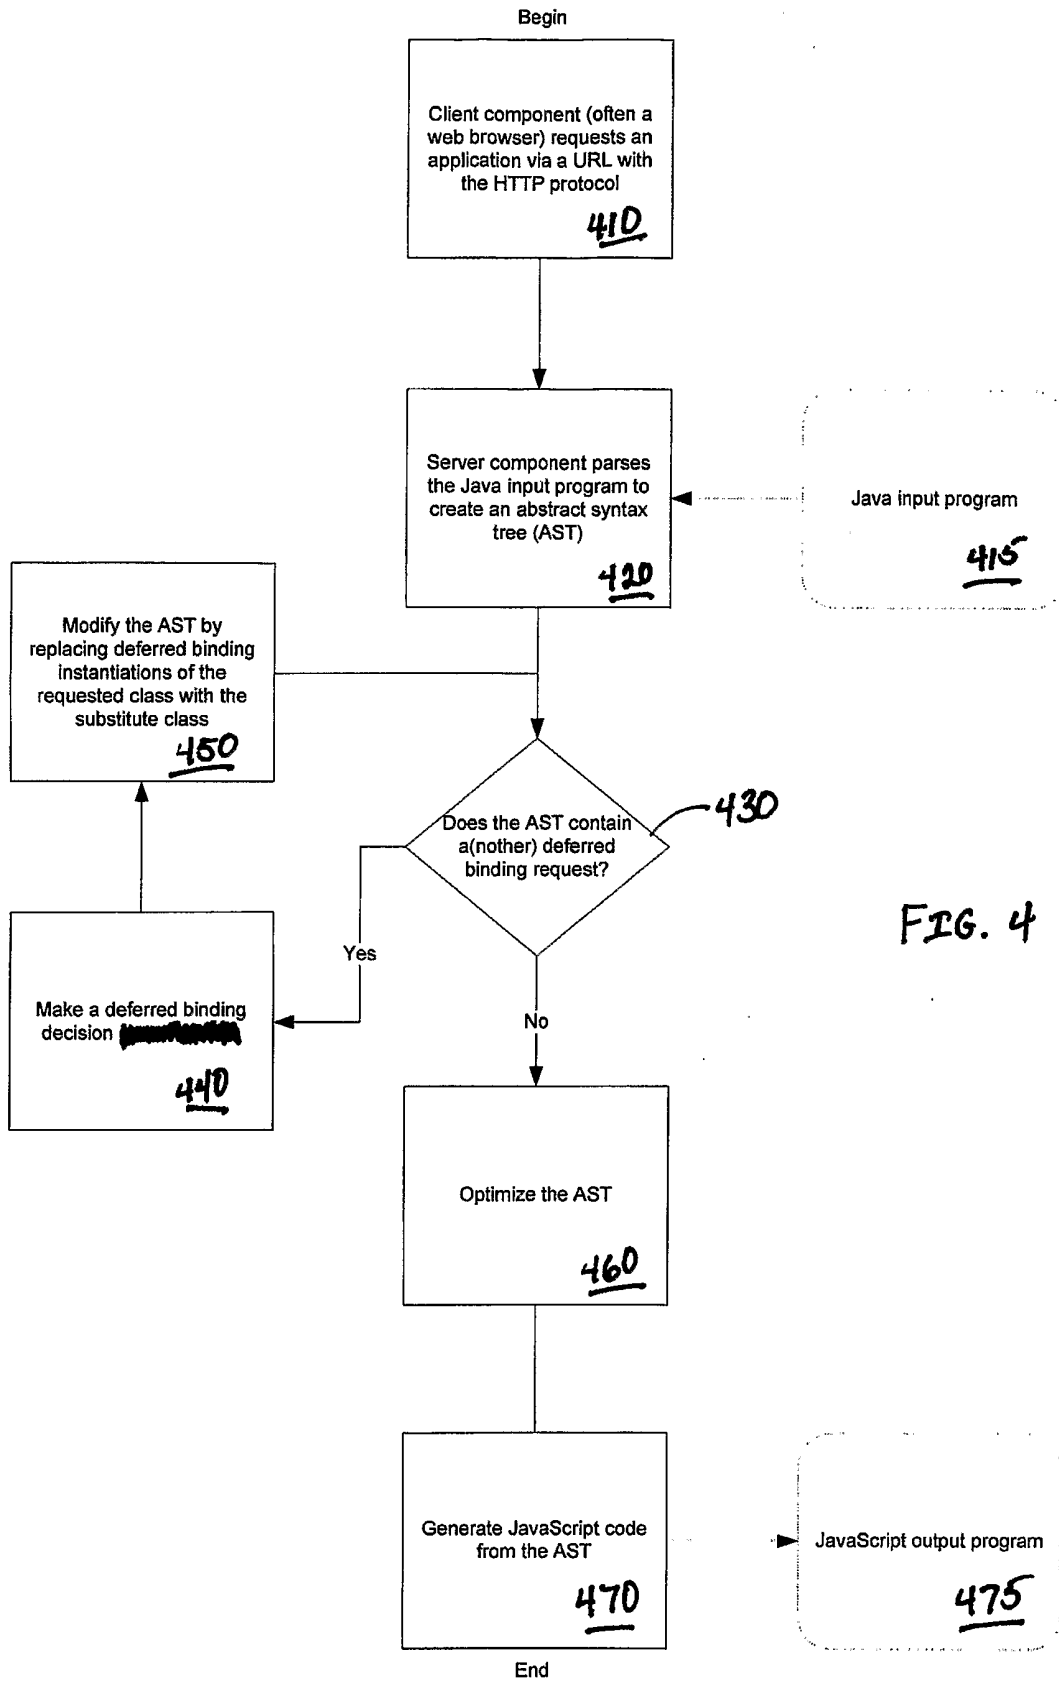 Begin
Client component (often a
web browser) requests an
application via a URL with
the HTTP protocol
410
Server component parses
the Java input program to
create an abstract syntax
tree (AST)
420
Java input program
415
Modify the AST by
replacing deferred binding
instantiations of the
requested class with the
substitute class
450
Does the AST contain
a(nother) deferred
binding request?
430
Yes
No
FIG. 4
Make a deferred binding
decision
440
Optimize the AST
460
Generate JavaScript code
from the AST
470
JavaScript output program
475
End